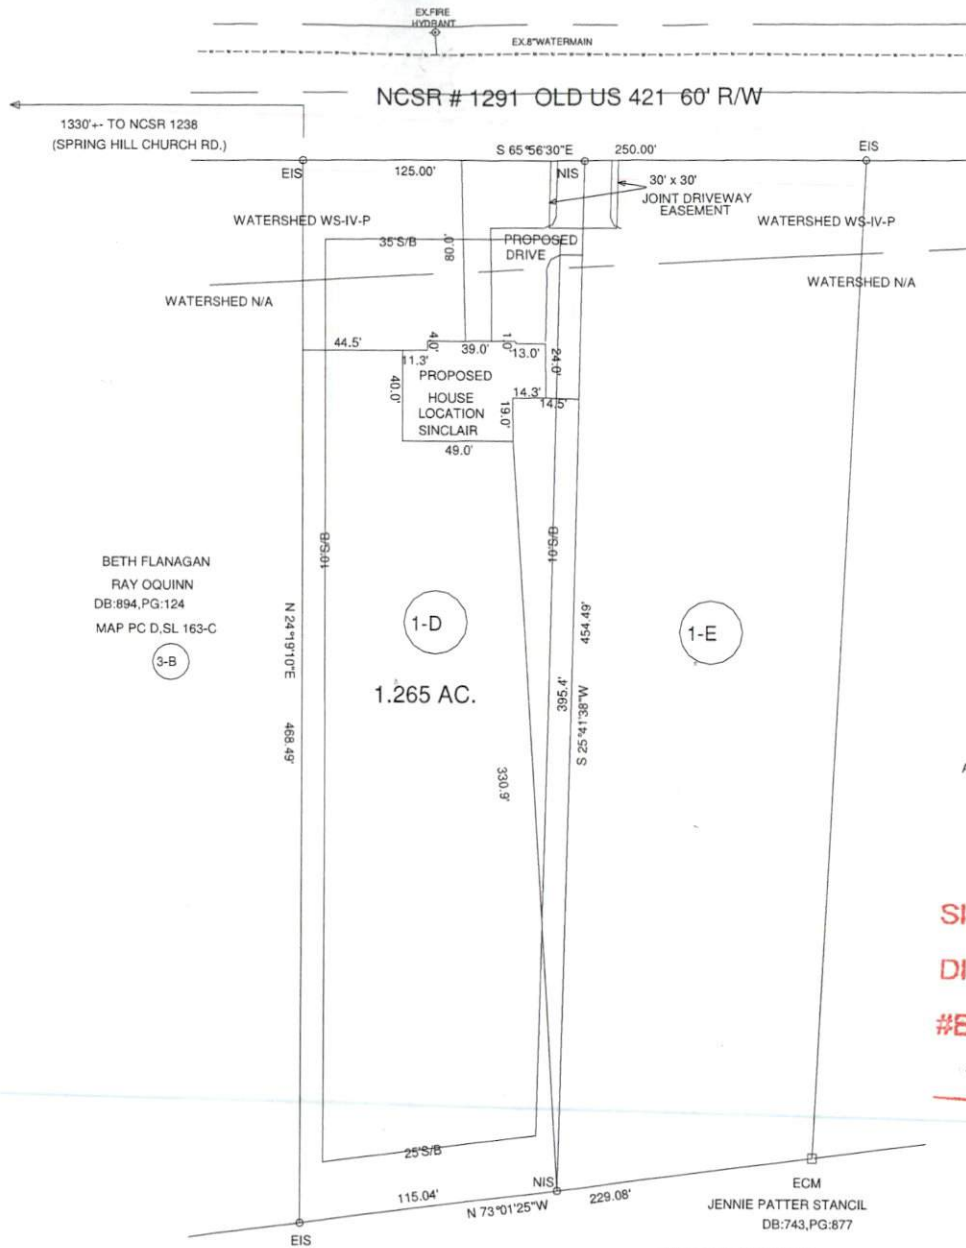 EX.FIRE
HYDRANT
EX.8"WATERMAIN
NCSR # 1291 OLD US 421 60' R/W
1330'+- TO NCSR 1238
(SPRING HILL CHURCH RD.)
S 65°56'30"E 250.00'
EIS
EIS
125.00'
NIS
30' x 30'
JOINT DRIVEWAY
EASEMENT
WATERSHED WS-IV-P
WATERSHED WS-IV-P
35'S/B
80.0'
PROPOSED
DRIVE
WATERSHED N/A
WATERSHED N/A
44.5'
4.0'
39.0'
1.0'
13.0'
24.0'
11.3'
40.0'
PROPOSED
HOUSE
LOCATION
SINCLAIR
14.3'
14.5'
19.0'
49.0'
10'S/B
10'S/B
BETH FLANAGAN
RAY OQUINN
DB:894,PG:124
MAP PC D,SL 163-C
3-B
N 24°19'10"E
468.49'
1-D
1.265 AC.
454.49'
S 25°41'38"W
395.4'
330.9'
1-E
SI
DI
#B
25'S/B
115.04'
NIS
N 73°01'25"W
229.08'
EIS
ECM
JENNIE PATTER STANCIL
DB:743,PG:877